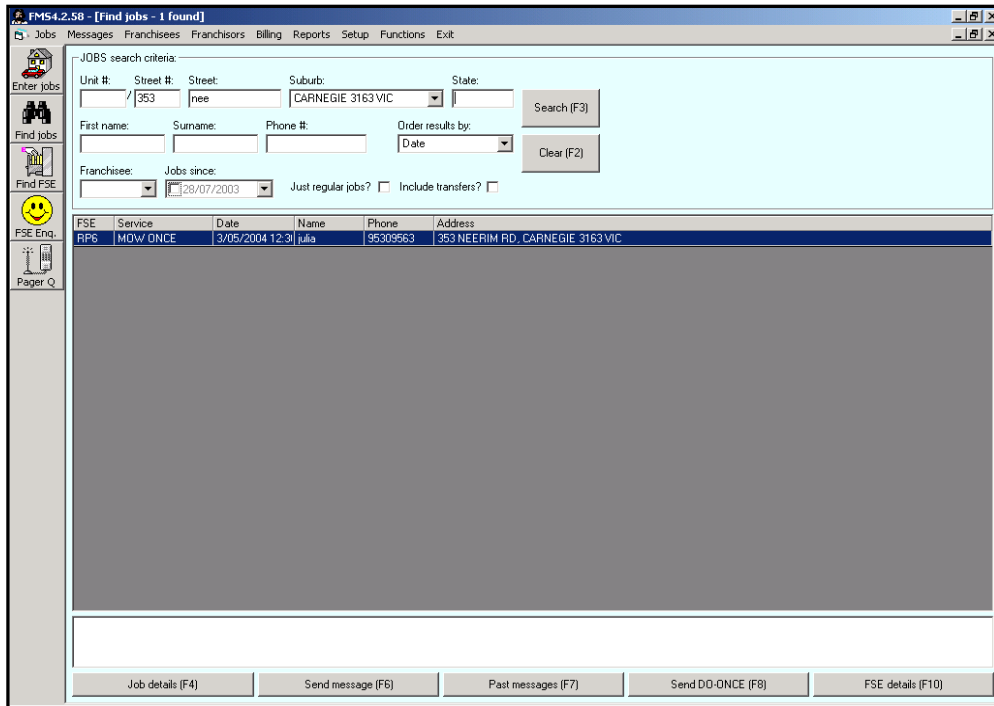 FMS4.2.58 - [Find jobs - 1 found]
Jobs Messages Franchisees Franchisors Billing Reports Setup Functions Exit
Enter jobs
Find jobs
Find FSE
FSE Enq.
Pager Q
JOBS search criteria:
Unit #: Street #: Street: Suburb: State:
/ 353 nee CARNEGIE 3163 VIC
Search (F3)
First name: Surname: Phone #: Order results by:
Date
Clear (F2)
Franchisee: Jobs since:
28/07/2003 Just regular jobs? Include transfers?
FSE Service Date Name Phone Address
RP6 MOW ONCE 3/05/2004 12:3 julia 95309563 353 NEERIM RD, CARNEGIE 3163 VIC
Job details (F4) Send message (F6) Past messages (F7) Send DO-ONCE (F8) FSE details (F10)